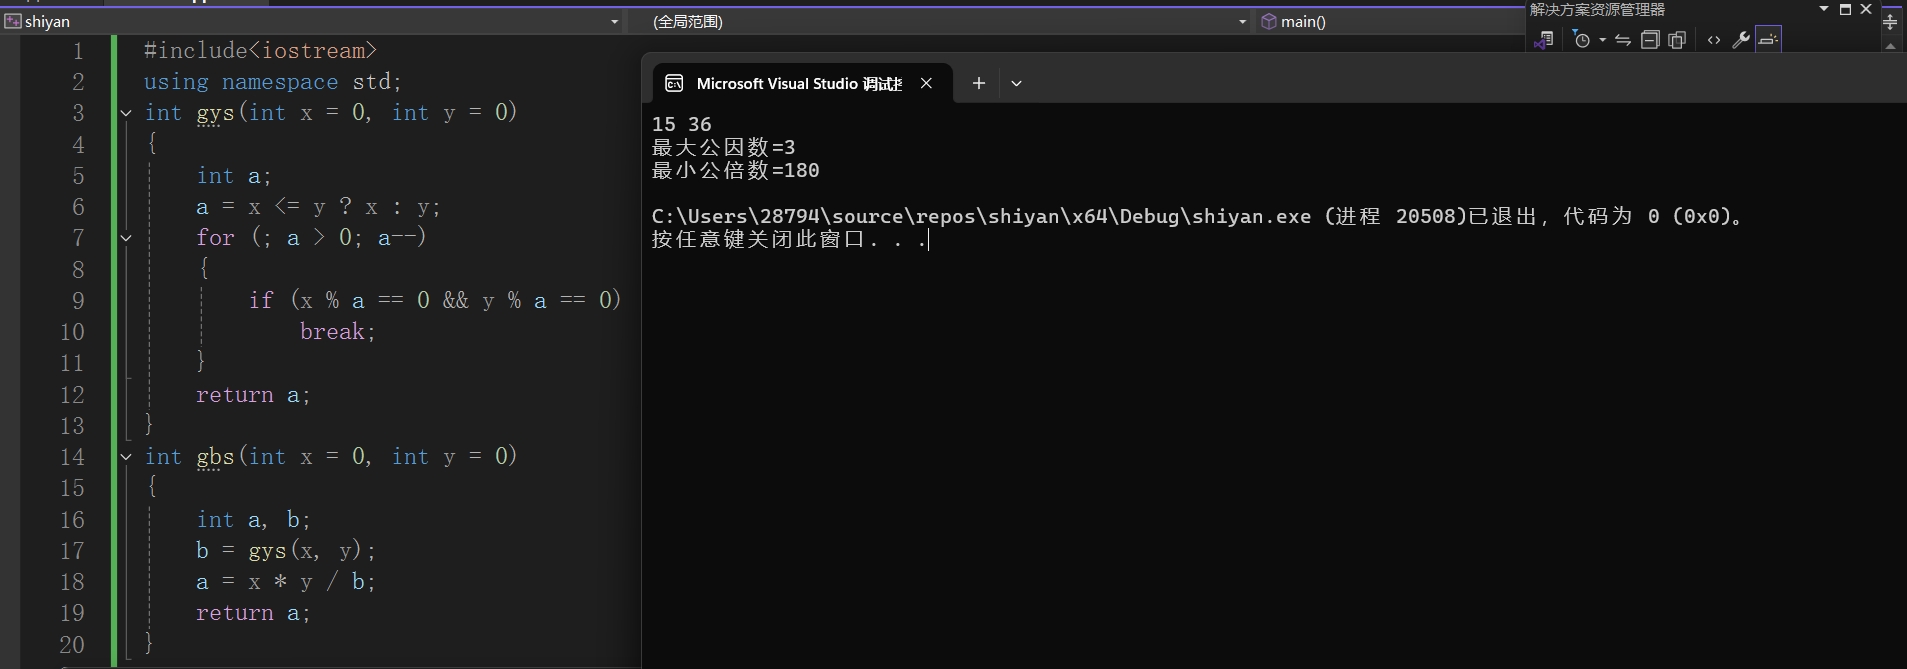 shiyan
(全局范围)
main()
解决方案资源管理器
1 #include<iostream>
2 using namespace std;
3 int gys(int x = 0, int y = 0)
4 {
5 int a;
6 a = x <= y ? x : y;
7 for (; a > 0; a--)
8 {
9 if (x % a == 0 && y % a == 0)
10 break;
11 }
12 return a;
13 }
14 int gbs(int x = 0, int y = 0)
15 {
16 int a, b;
17 b = gys(x, y);
18 a = x * y / b;
19 return a;
20 }
Microsoft Visual Studio 调试
15 36
最大公因数=3
最小公倍数=180
C:\Users\28794\source\repos\shiyan\x64\Debug\shiyan.exe (进程 20508)已退出，代码为 0 (0x0)。
按任意键关闭此窗口. . .